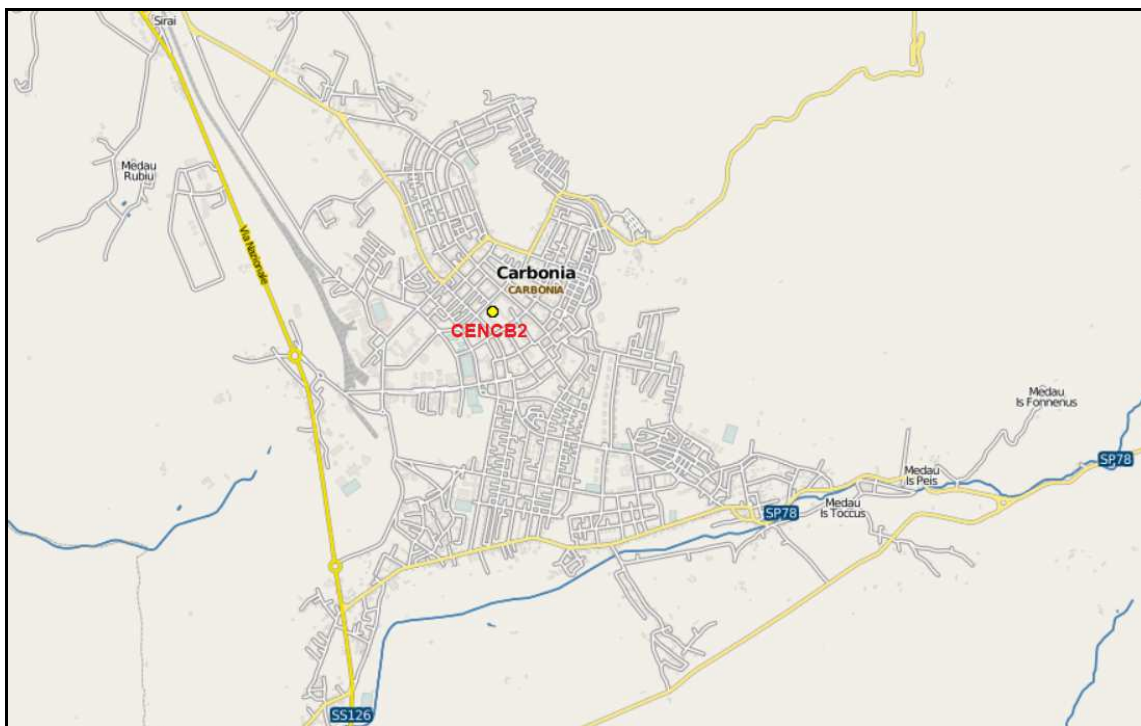 Sirai
Medau
Rubiu
Via Nazionale
Carbonia
CARBONIA
CENCB2
Medau
Is Fonnenus
SP78
Medau
Is Peis
Medau
Is Toccus
SP78
SS126